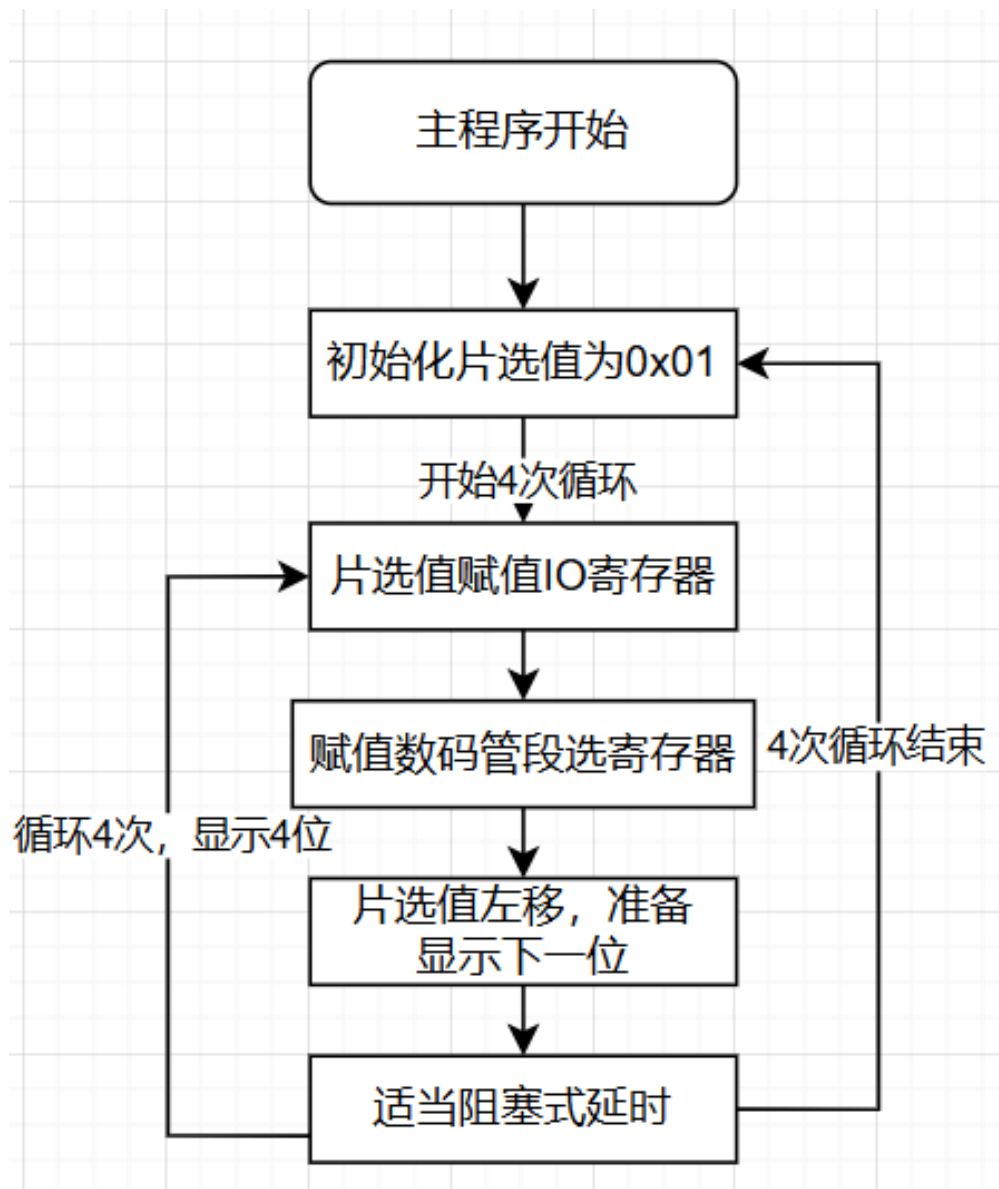 主程序开始
初始化片选值为0x01
开始4次循环
片选值赋值IO寄存器
赋值数码管段选寄存器
4次循环结束
循环4次，显示4位
片选值左移，准备
显示下一位
适当阻塞式延时